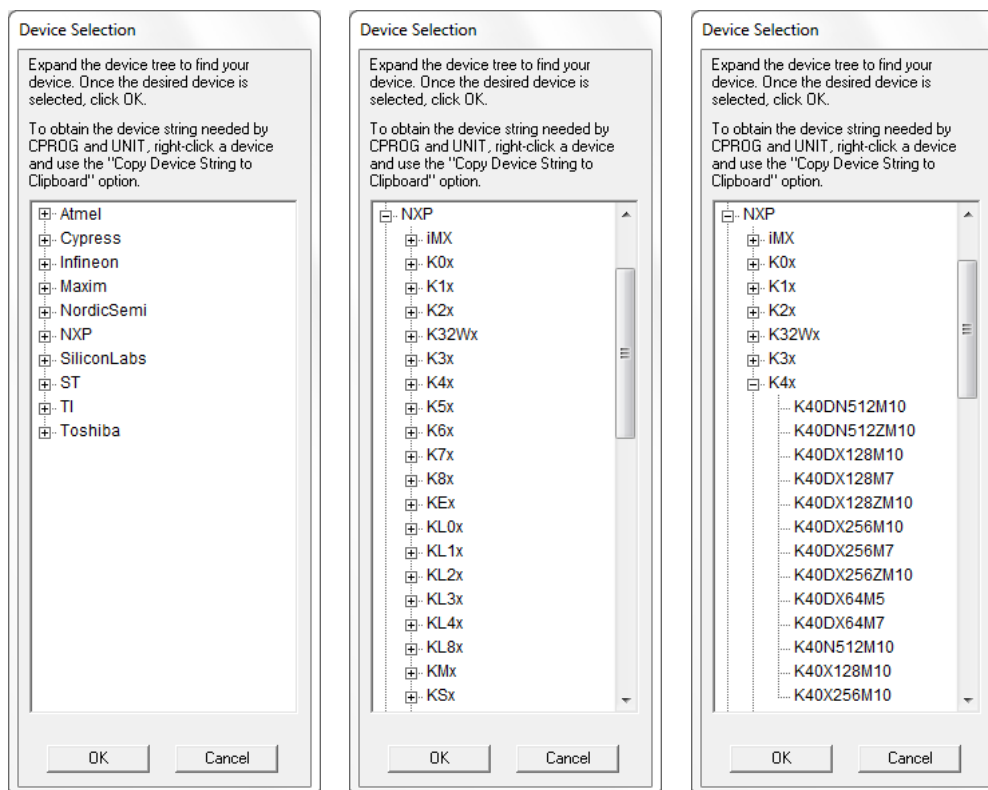 Device Selection
Expand the device tree to find your
device. Once the desired device is
selected, click OK.
To obtain the device string needed by
CPROG and UNIT, right-click a device
and use the "Copy Device String to
Clipboard" option.
Atmel
Cypress
Infineon
Maxim
NordicSemi
NXP
SiliconLabs
ST
TI
Toshiba
OK
Cancel
Device Selection
Expand the device tree to find your
device. Once the desired device is
selected, click OK.
To obtain the device string needed by
CPROG and UNIT, right-click a device
and use the "Copy Device String to
Clipboard" option.
NXP
iMX
K0x
K1x
K2x
K32Wx
K3x
K4x
K5x
K6x
K7x
K8x
KEx
KL0x
KL1x
KL2x
KL3x
KL4x
KL8x
KMx
KSx
OK
Cancel
Device Selection
Expand the device tree to find your
device. Once the desired device is
selected, click OK.
To obtain the device string needed by
CPROG and UNIT, right-click a device
and use the "Copy Device String to
Clipboard" option.
NXP
iMX
K0x
K1x
K2x
K32Wx
K3x
K4x
K40DN512M10
K40DN512ZM10
K40DX128M10
K40DX128M7
K40DX128ZM10
K40DX256M10
K40DX256M7
K40DX256ZM10
K40DX64M5
K40DX64M7
K40N512M10
K40X128M10
K40X256M10
OK
Cancel